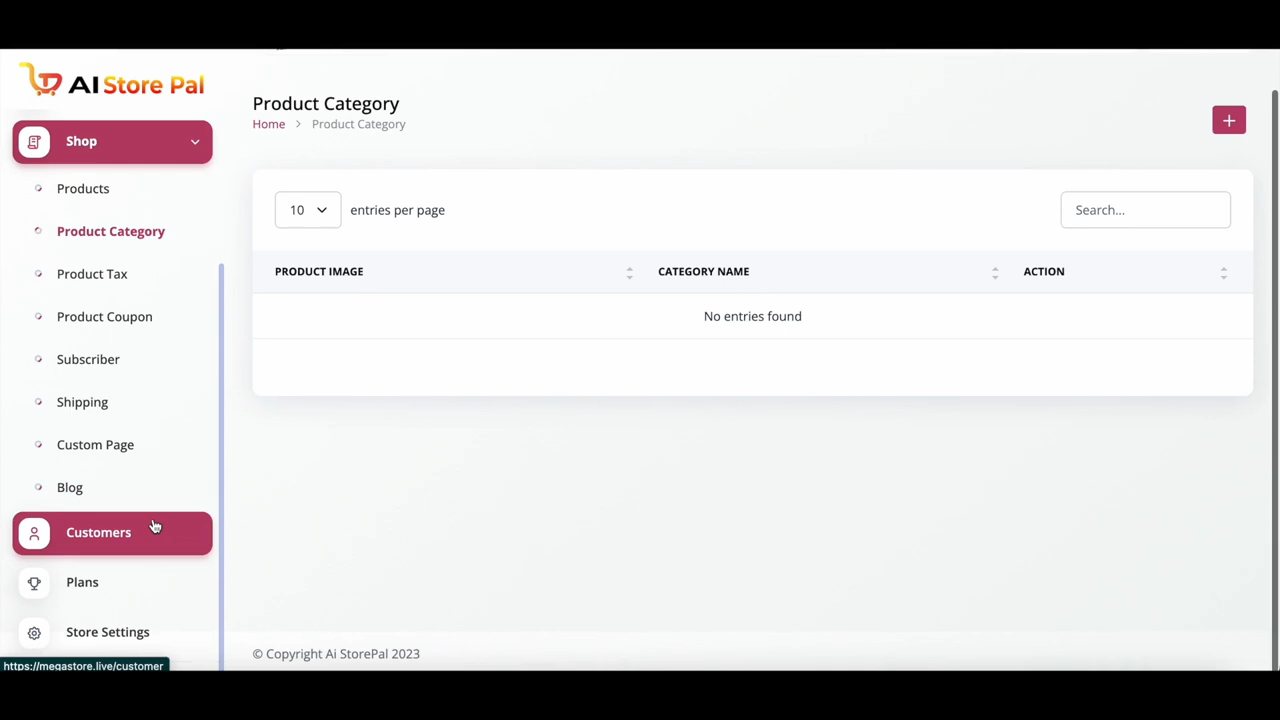 AI Store Pal
Shop
Products
Product Category
Product Tax
Product Coupon
Subscriber
Shipping
Custom Page
Blog
Customers
Plans
Store Settings
https://megastore.live/customer
Product Category
Home > Product Category
+
10 entries per page
Search...
PRODUCT IMAGE CATEGORY NAME ACTION
No entries found
© Copyright Ai StorePal 2023